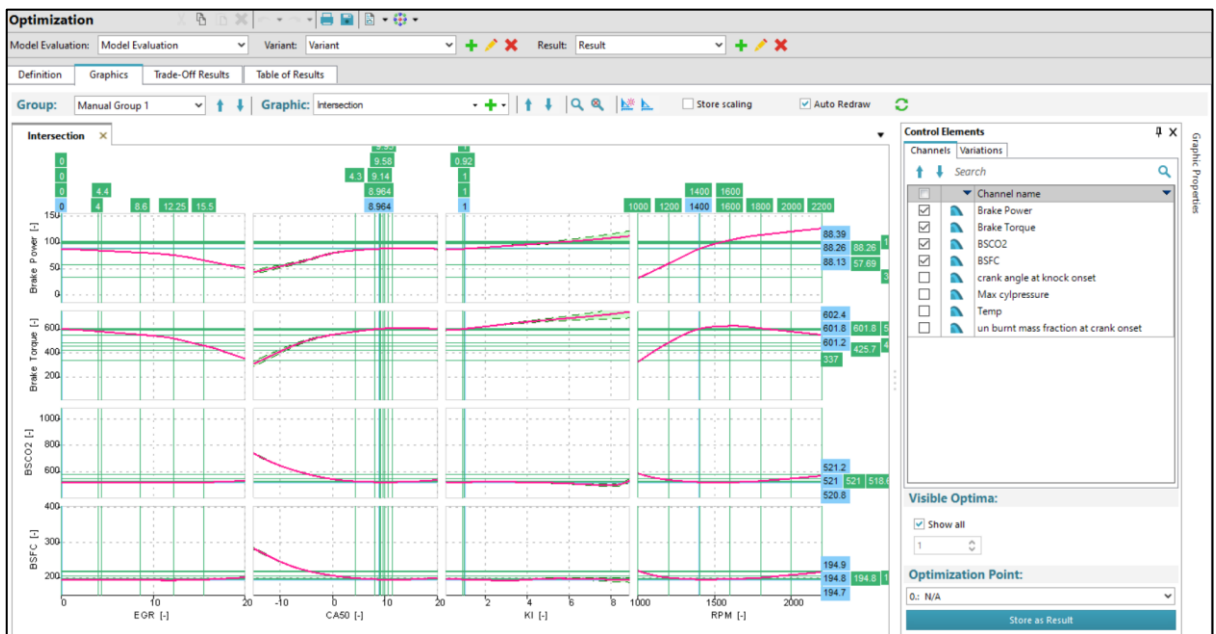 Optimization
Model Evaluation: Model Evaluation Variant: Variant Result: Result
Definition Graphics Trade-Off Results Table of Results
Group: Manual Group 1 Graphic: Intersection Store scaling Auto Redraw
Intersection
0 9.58 0.92
0 4.3 9.14 1
0 4.4 8.964 1 1400 1600
0 4 8.6 12.25 15.5 8.964 1 1000 1200 1400 1600 1800 2000 2200
Brake Power [-]
150
100
50
0
88.39
88.26 88.26
88.13 57.69
Brake Torque [-]
600
400
200
602.4
601.8 601.8
601.2 425.7
337
BSCO2 [-]
1000
800
600
521.2
521 521 518.6
520.8
BSFC [-]
400
300
200
194.9
194.8 194.8
194.7
0 10 20 -10 0 10 20 2 4 6 8 1000 1500 2000
EGR [-] CA50 [-] KI [-] RPM [-]
Control Elements
Channels Variations
Search
Channel name
Brake Power
Brake Torque
BSCO2
BSFC
crank angle at knock onset
Max cylpressure
Temp
un burnt mass fraction at crank onset
Visible Optima:
Show all
1
Optimization Point:
0.: N/A
Store as Result
Graphic Properties